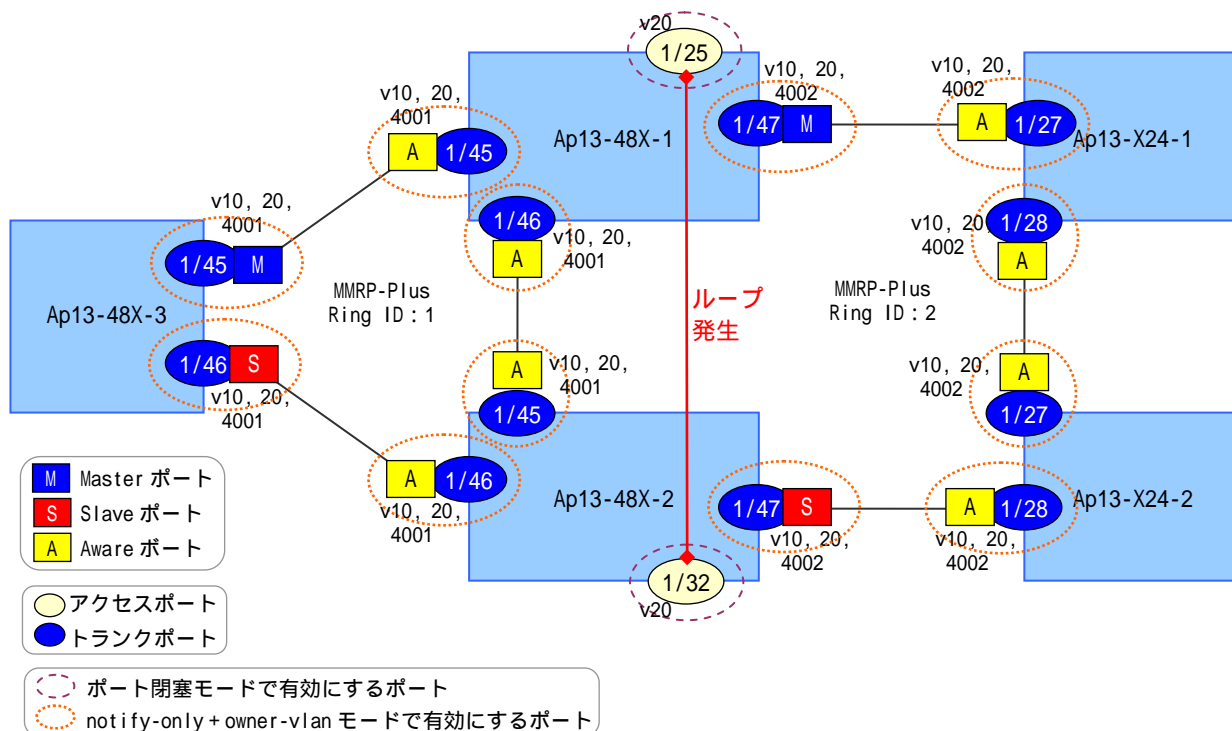 v20
1/25
v10, 20,
4001
A
1/45
Ap13-48X-1
v10, 20,
4002
1/47
M
v10, 20,
4002
A
1/27
Ap13-X24-1
1/46
A
v10, 20,
4001
v10, 20,
4002
1/28
A
v10, 20,
4001
1/45
M
Ap13-48X-3
MMRP-Plus
Ring ID：1
ループ
発生
MMRP-Plus
Ring ID：2
1/46
S
v10, 20,
4001
A
1/45
v10, 20,
4001
v10, 20,
4002
A
1/27
A
1/46
v10, 20,
4001
Ap13-48X-2
1/47
S
v10, 20,
4002
A
1/28
v10, 20,
4002
Ap13-X24-2
1/32
v20
M Master ポート
S Slave ポート
A Aware ボート
アクセスポート
トランクポート
ポート閉塞モードで有効にするポート
notify-only＋owner-vlan モードで有効にするポート